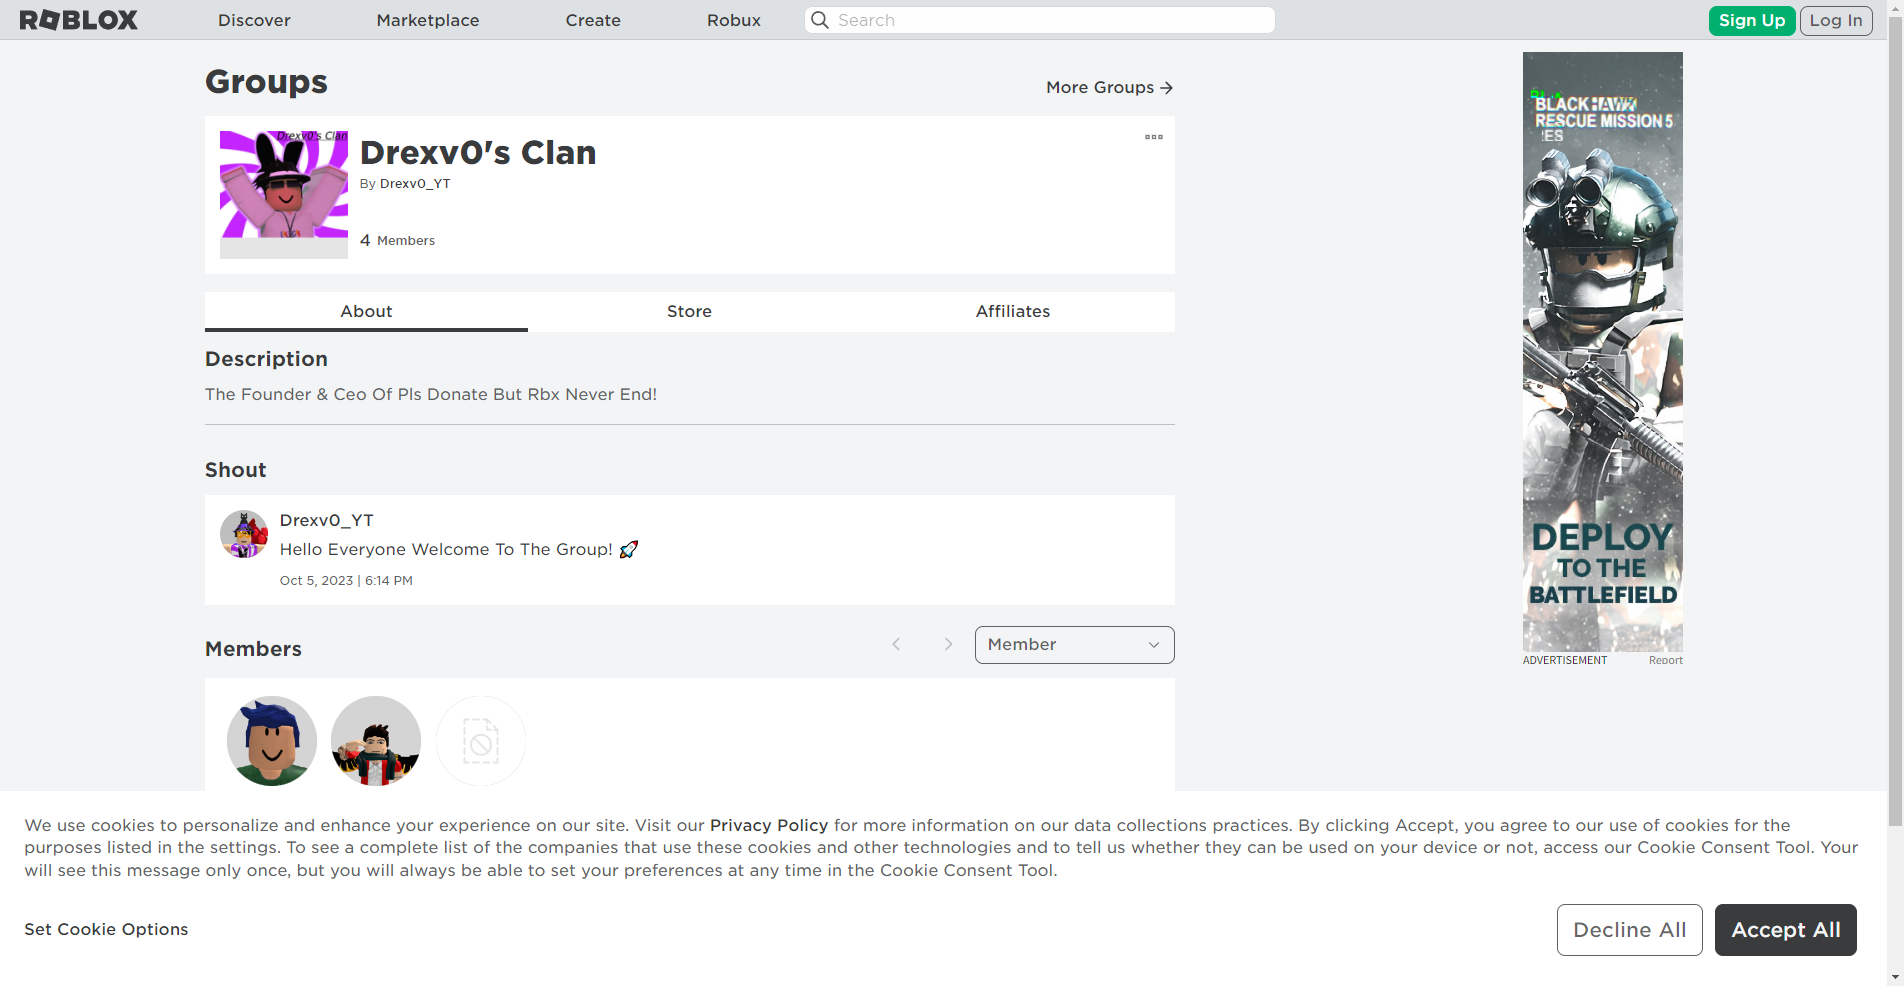 ROBLOX
Discover
Marketplace
Create
Robux
Search
Sign Up
Log In
Groups
More Groups
Drexv0's Clan
Drexv0's Clan
By Drexv0_YT
4 Members
About
Store
Affiliates
Description
The Founder & Ceo Of Pls Donate But Rbx Never End!
Shout
Drexv0_YT
Hello Everyone Welcome To The Group! 🚀
Oct 5, 2023 | 6:14 PM
Members
Member
BLACK HAWK
RESCUE MISSION 5
DEPLOY
TO THE
BATTLEFIELD
ADVERTISEMENT
Report
We use cookies to personalize and enhance your experience on our site. Visit our Privacy Policy for more information on our data collections practices. By clicking Accept, you agree to our use of cookies for the
purposes listed in the settings. To see a complete list of the companies that use these cookies and other technologies and to tell us whether they can be used on your device or not, access our Cookie Consent Tool. Your
will see this message only once, but you will always be able to set your preferences at any time in the Cookie Consent Tool.
Set Cookie Options
Decline All
Accept All